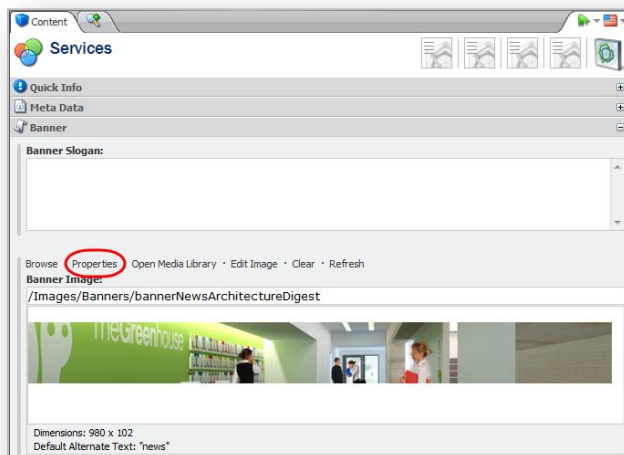 Content
Services
Quick Info
Meta Data
Banner
Banner Slogan:
Browse Properties Open Media Library · Edit Image · Clear · Refresh
Banner Image:
/Images/Banners/bannerNewsArchitectureDigest
TheGreenhouse
Dimensions: 980 x 102
Default Alternate Text: "news"